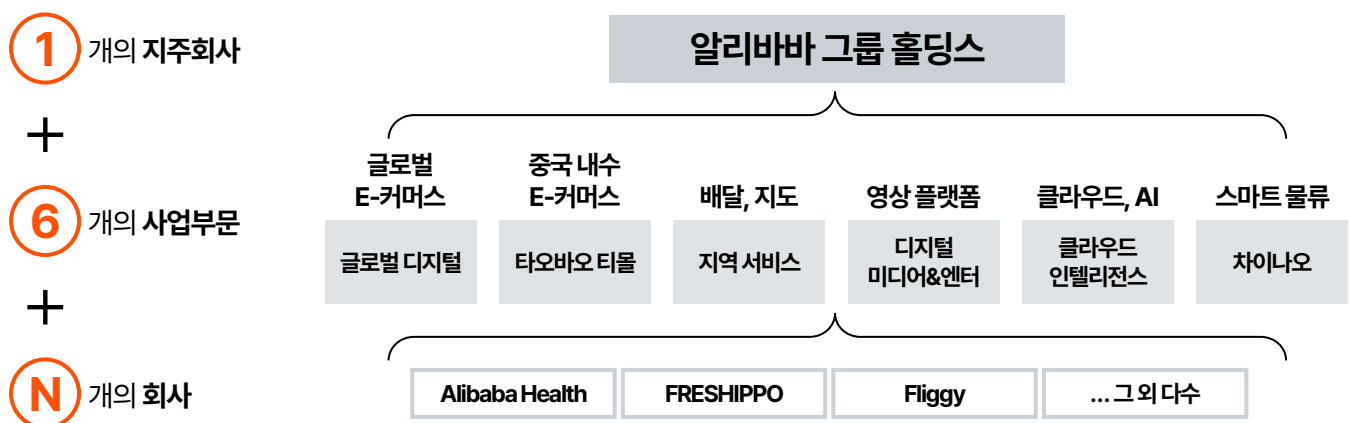 1 개의 지주회사
알리바바 그룹 홀딩스
+
글로벌
E-커머스
중국 내수
E-커머스
배달, 지도
영상 플랫폼
클라우드, AI
스마트 물류
6 개의 사업부문
글로벌 디지털
타오바오 티몰
지역 서비스
디지털
미디어&엔터
클라우드
인텔리전스
차이나오
+
N 개의 회사
Alibaba Health
FRESHIPPO
Fliggy
... 그 외 다수